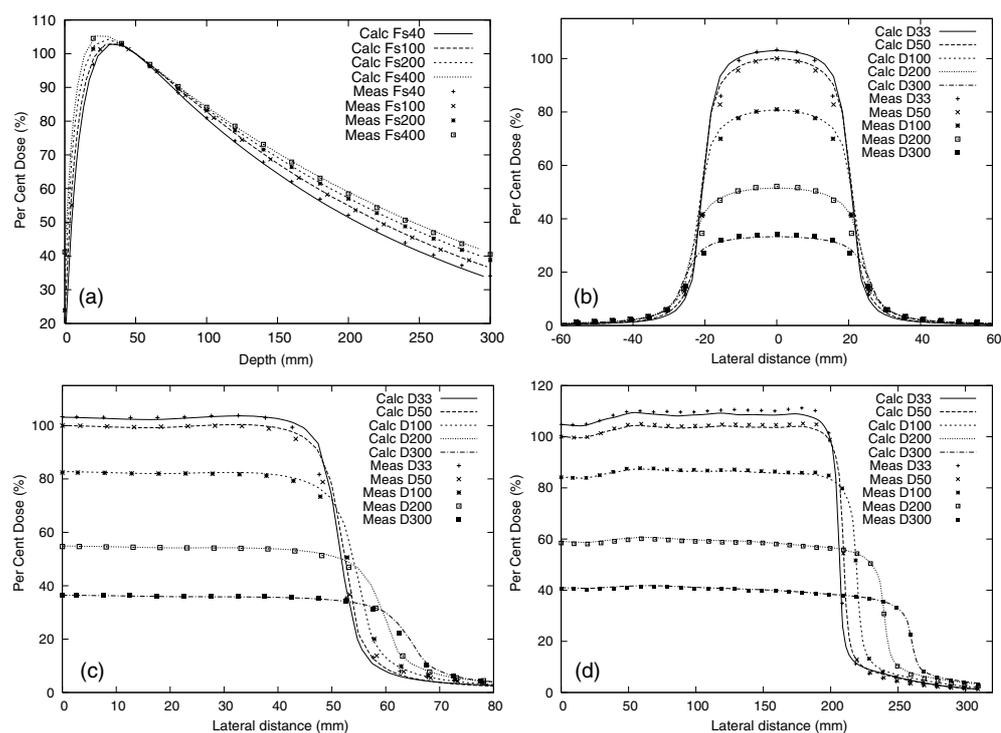 Per Cent Dose (%)
110
100
90
80
70
60
50
40
30
20
0
50
100
150
200
250
300
Depth (mm)
Calc Fs40
Calc Fs100
Calc Fs200
Calc Fs400
Meas Fs40
Meas Fs100
Meas Fs200
Meas Fs400
(a)
Per Cent Dose (%)
100
80
60
40
20
0
-60
-40
-20
0
20
40
60
Lateral distance (mm)
Calc D33
Calc D50
Calc D100
Calc D200
Calc D300
Meas D33
Meas D50
Meas D100
Meas D200
Meas D300
(b)
Per Cent Dose (%)
100
80
60
40
20
0
0
10
20
30
40
50
60
70
80
Lateral distance (mm)
Calc D33
Calc D50
Calc D100
Calc D200
Calc D300
Meas D33
Meas D50
Meas D100
Meas D200
Meas D300
(c)
Per Cent Dose (%)
120
100
80
60
40
20
0
0
50
100
150
200
250
300
Lateral distance (mm)
Calc D33
Calc D50
Calc D100
Calc D200
Calc D300
Meas D33
Meas D50
Meas D100
Meas D200
Meas D300
(d)